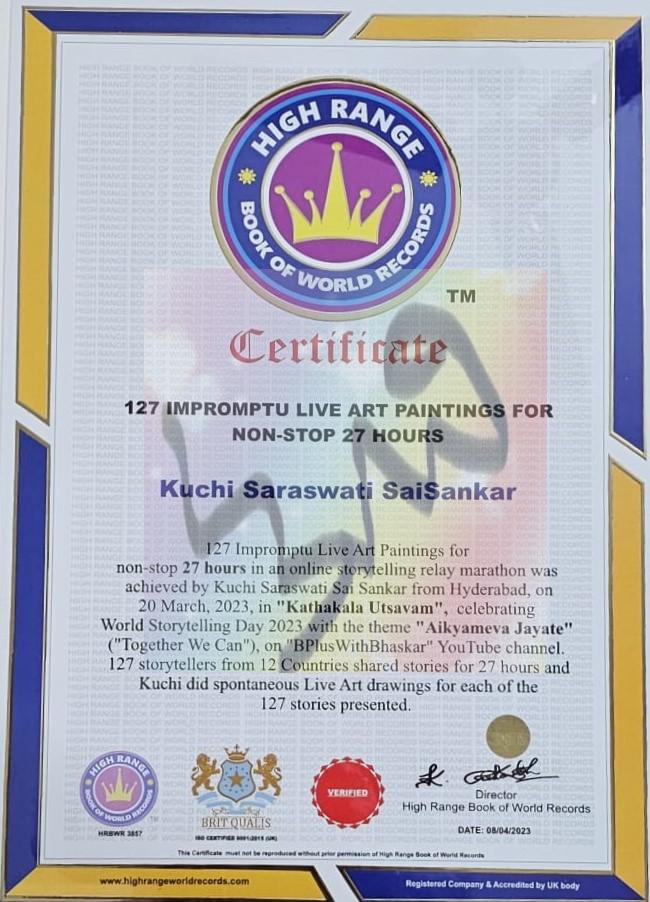 HIGH RANGE
BOOK OF WORLD RECORDS
TM
Certificate
127 IMPROMPTU LIVE ART PAINTINGS FOR
NON-STOP 27 HOURS
Kuchi Saraswati SaiSankar
127 Impromptu Live Art Paintings for
non-stop 27 hours in an online storytelling relay marathon was
achieved by Kuchi Saraswati Sai Sankar from Hyderabad, on
20 March, 2023, in "Kathakala Utsavam", celebrating
World Storytelling Day 2023 with the theme "Aikyameva Jayate"
("Together We Can"), on "BPlusWithBhaskar" YouTube channel.
127 storytellers from 12 Countries shared stories for 27 hours and
Kuchi did spontaneous Live Art drawings for each of the
127 stories presented.
HIGH RANGE
BOOK OF WORLD RECORDS
HRBWR 3857
BRIT QUALIS
ISO CERTIFIED 9001:2015 (UK)
VERIFIED
Director
High Range Book of World Records
DATE: 08/04/2023
This Certificate must not be reproduced without prior permission of High Range Book of World Records
www.highrangeworldrecords.com
Registered Company & Accredited by UK body